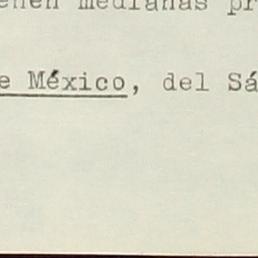 enen medianas pr
e México, del Sá